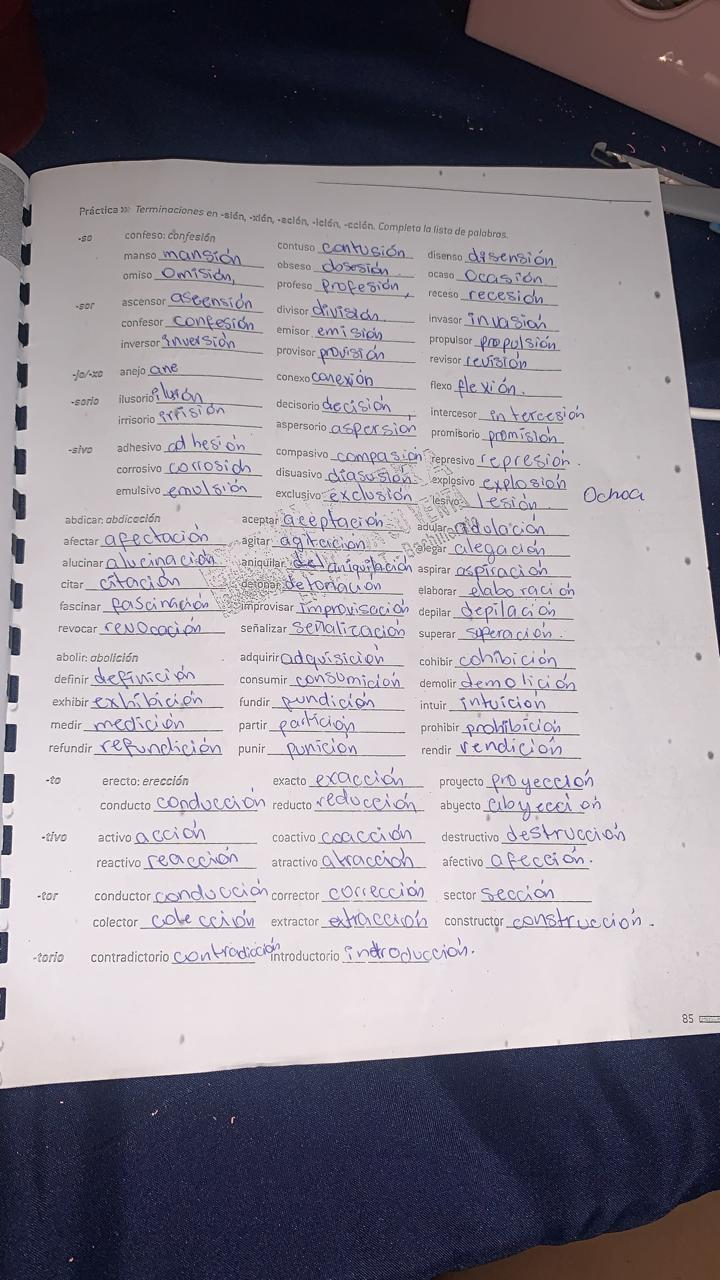 Práctica >>> Terminaciones en -sión, -xión, -ación, -ición, -cción. Completa la lista de palabras.
-so confeso: confesión contuso contusión disenso disensión
manso mansión obseso obsesión ocaso ocasión
omiso omisión, profeso profesión, receso recesión
-sor ascensor ascensión divisor división invasor invasión
confesor confesión emisor emisión propulsor propulsión
inversor inversión provisor provisión revisor revisión
-jo/-xo anejo ane conexo conexión flexo flexión.
-sorio ilusorio ilusión decisorio decisión, intercesor intercesión
irrisorio irrisión aspersorio aspersion promisorio promisión
-sivo adhesivo adhesión compasivo compasión represivo represión.
corrosivo corrosión disuasivo diasusión explosivo explosión
emulsivo emulsión exclusivo exclusión lesivo lesión Ochoa
abdicar: abdicación aceptar aceptación adular adulación
afectar afectación agitar agitación alegar alegación
alucinar alucinación aniquilar aniquilación aspirar aspiración
citar citación detonar detonación elaborar elaboración
fascinar fascinación improvisar improvisación depilar depilación
revocar revocación señalizar señalización superar superación.
abolir: abolición adquirir adquisición cohibir cohibición
definir definición consumir consumición demolir demolición
exhibir exhibición fundir fundición intuir intuición
medir medición partir partición prohibir prohibición
refundir refundición punir punicion rendir rendición
-to erecto: erección exacto exacción proyecto proyección
conducto conducción reducto reducción abyecto abyección
-tivo activo acción coactivo coacción destructivo destrucción
reactivo reacción atractivo atracción afectivo afección.
-tor conductor conducción corrector corrección sector sección
colector colección extractor extracción constructor construcción.
-torio contradictorio contradicción introductorio introducción.
85